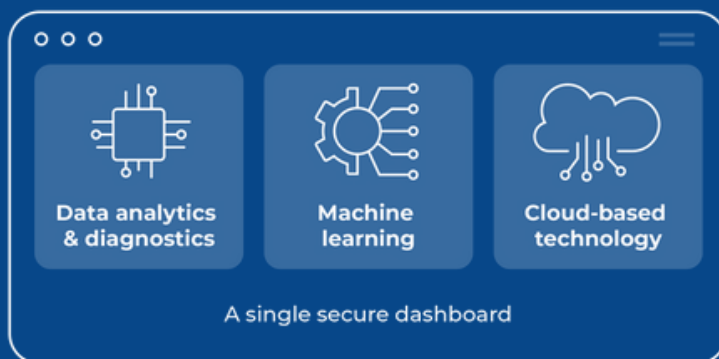 Data analytics
& diagnostics
Machine
learning
Cloud-based
technology
A single secure dashboard